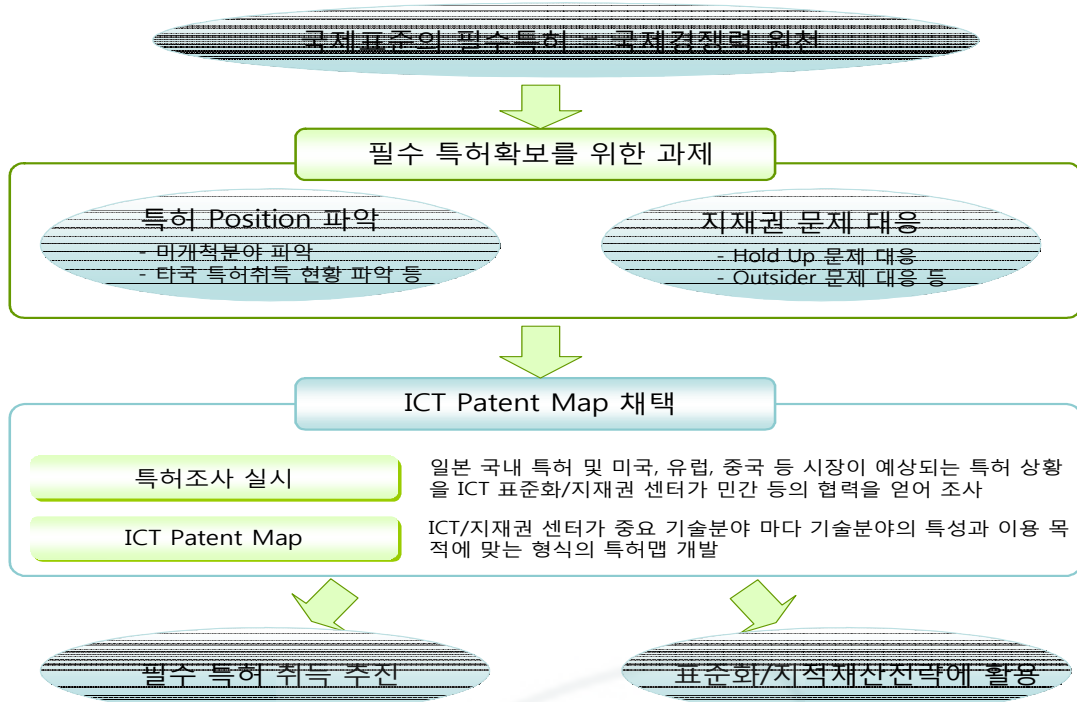 국제표준의 필수특허 = 국제경쟁력 원천
필수 특허확보를 위한 과제
특허 Position 파악
- 미개척분야 파악
- 타국 특허취득 현황 파악 등
지재권 문제 대응
- Hold Up 문제 대응
- Outsider 문제 대응 등
ICT Patent Map 채택
특허조사 실시
일본 국내 특허 및 미국, 유럽, 중국 등 시장이 예상되는 특허 상황
을 ICT 표준화/지재권 센터가 민간 등의 협력을 얻어 조사
ICT Patent Map
ICT/지재권 센터가 중요 기술분야 마다 기술분야의 특성과 이용 목
적에 맞는 형식의 특허맵 개발
필수 특허 취득 추진
표준화/지적재산전략에 활용